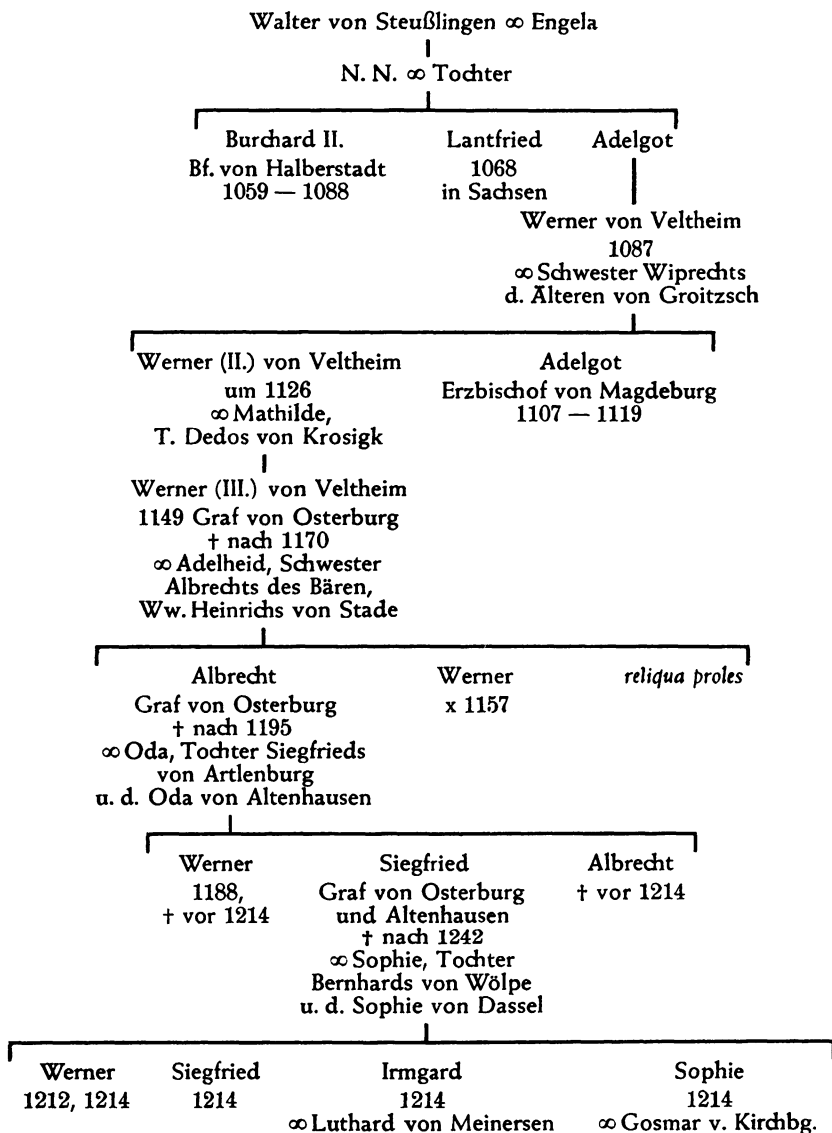 Walter von Steußlingen ∞ Engela
N. N. ∞ Tochter
Burchard II.
Bf. von Halberstadt
1059 — 1088
Lantfried
1068
in Sachsen
Adelgot
Werner von Veltheim
1087
∞ Schwester Wiprechts
d. Älteren von Groitzsch
Werner (II.) von Veltheim
um 1126
∞ Mathilde,
T. Dedos von Krosigk
Adelgot
Erzbischof von Magdeburg
1107 — 1119
Werner (III.) von Veltheim
1149 Graf von Osterburg
† nach 1170
∞ Adelheid, Schwester
Albrechts des Bären,
Ww. Heinrichs von Stade
Albrecht
Graf von Osterburg
† nach 1195
∞ Oda, Tochter Siegfrieds
von Artlenburg
u. d. Oda von Altenhausen
Werner
x 1157
reliqua proles
Werner
1188,
† vor 1214
Siegfried
Graf von Osterburg
und Altenhausen
† nach 1242
∞ Sophie, Tochter
Bernhards von Wölpe
u. d. Sophie von Dassel
Albrecht
† vor 1214
Werner
1212, 1214
Siegfried
1214
Irmgard
1214
∞ Luthard von Meinersen
Sophie
1214
∞ Gosmar v. Kirchbg.